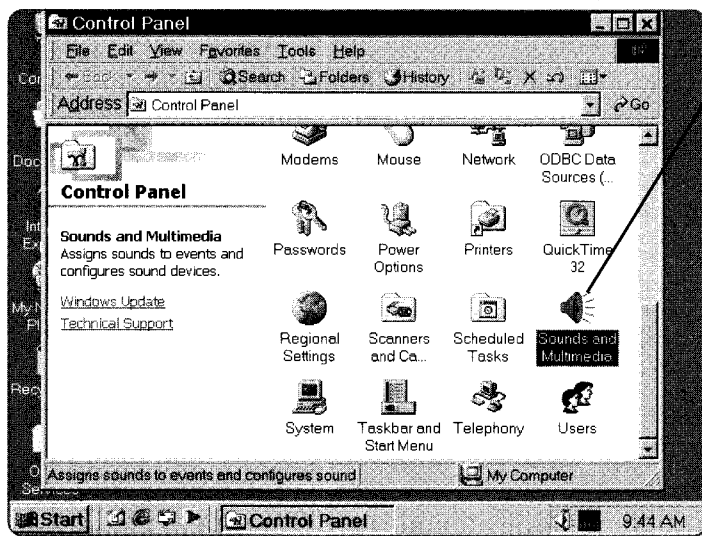 Control Panel
File Edit View Favorites Tools Help
Back Search Folders History
Address Control Panel Go
Modems Mouse Network ODBC Data Sources (...
Control Panel
Sounds and Multimedia
Assigns sounds to events and
configures sound devices.
Windows Update
Technical Support
Passwords Power Options Printers QuickTime 32
Regional Settings Scanners and Ca... Scheduled Tasks Sounds and Multimedia
System Taskbar and Start Menu Telephony Users
Assigns sounds to events and configures sound My Computer
Start Control Panel 9:44 AM